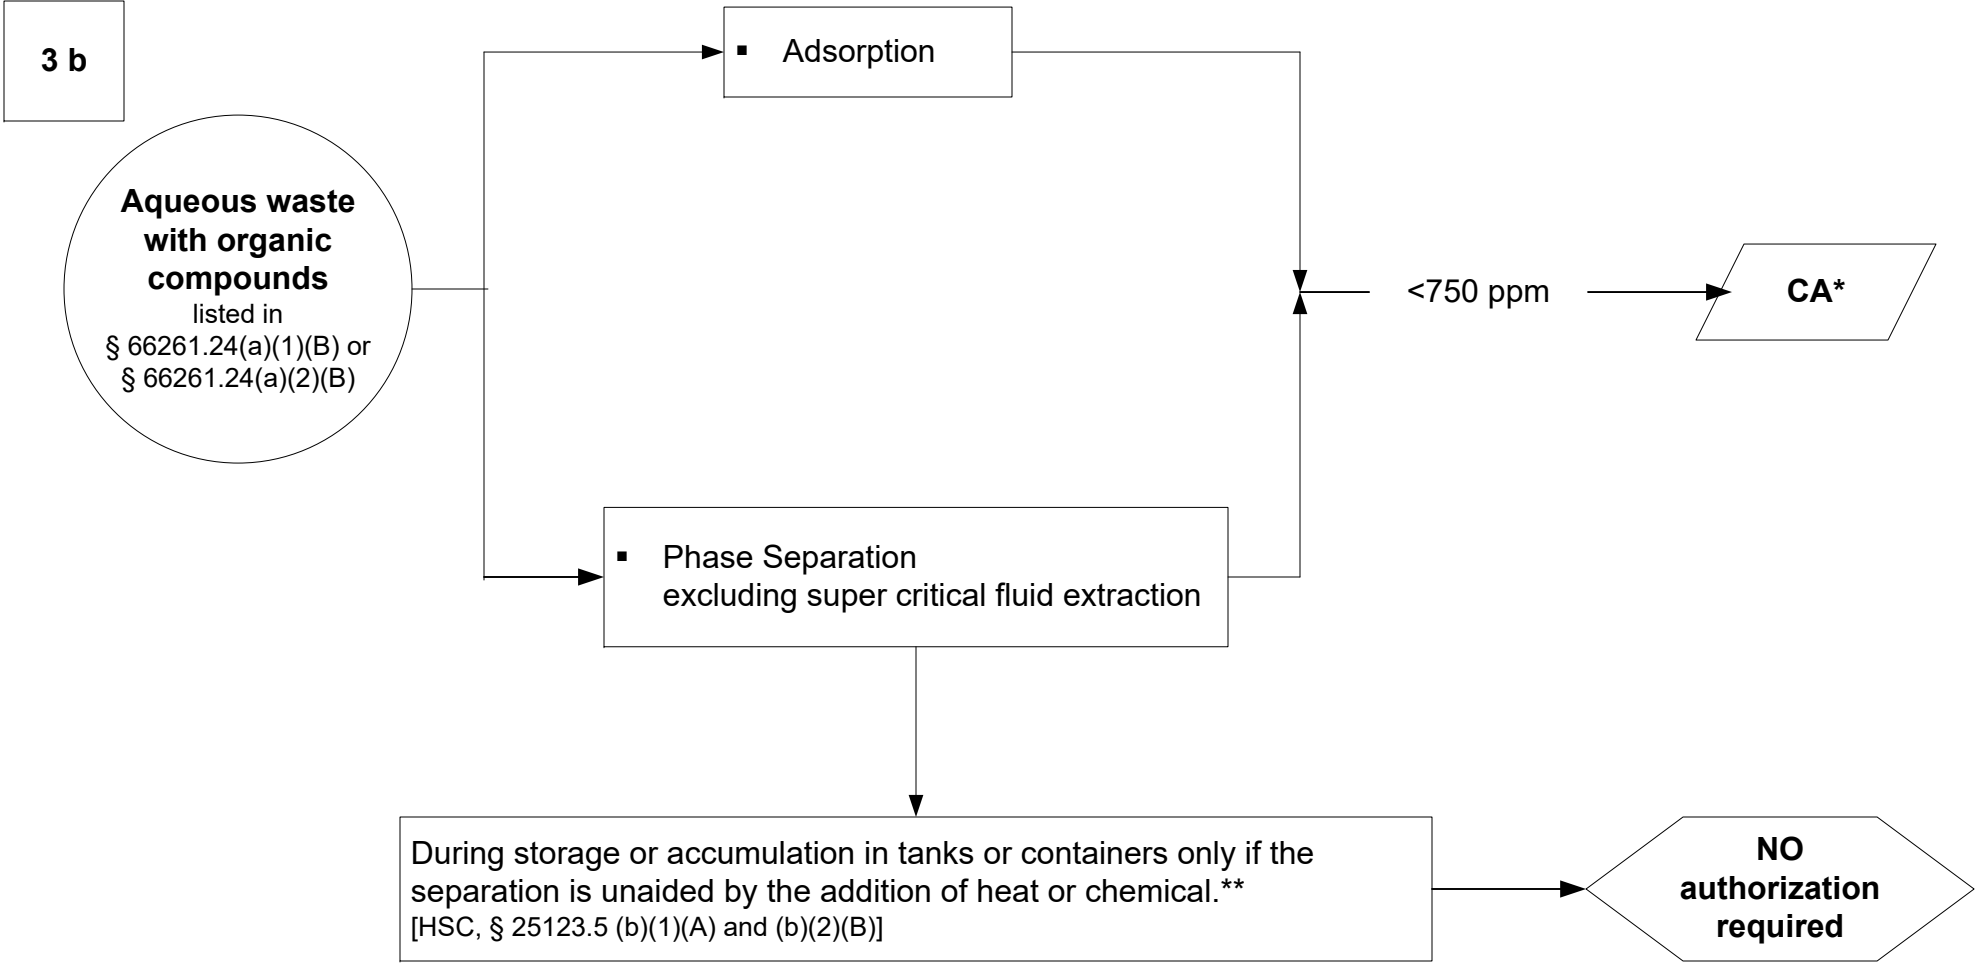 3 b
▪ Adsorption
Aqueous waste
with organic
compounds
listed in
§ 66261.24(a)(1)(B) or
§ 66261.24(a)(2)(B)
<750 ppm
CA*
▪ Phase Separation
excluding super critical fluid extraction
During storage or accumulation in tanks or containers only if the
separation is unaided by the addition of heat or chemical.**
[HSC, § 25123.5 (b)(1)(A) and (b)(2)(B)]
NO
authorization
required